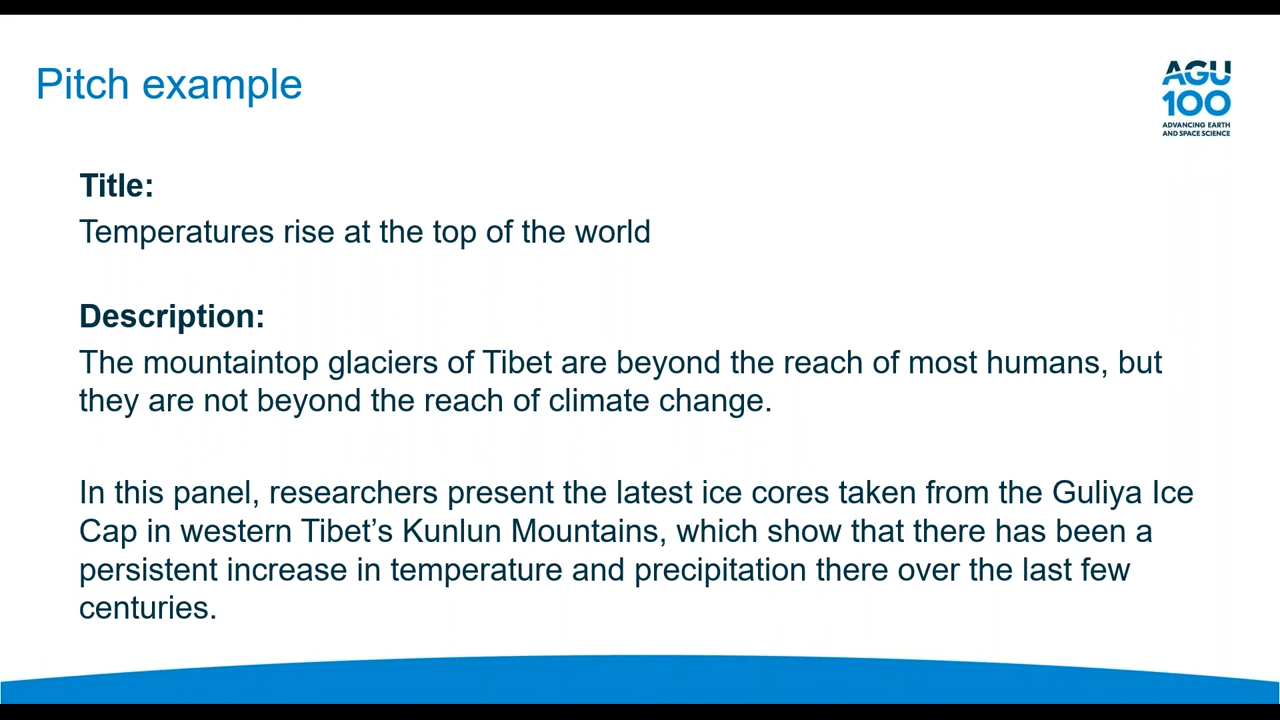 Pitch example
AGU
100
ADVANCING EARTH
AND SPACE SCIENCE
Title:
Temperatures rise at the top of the world
Description:
The mountaintop glaciers of Tibet are beyond the reach of most humans, but
they are not beyond the reach of climate change.
In this panel, researchers present the latest ice cores taken from the Guliya Ice
Cap in western Tibet’s Kunlun Mountains, which show that there has been a
persistent increase in temperature and precipitation there over the last few
centuries.